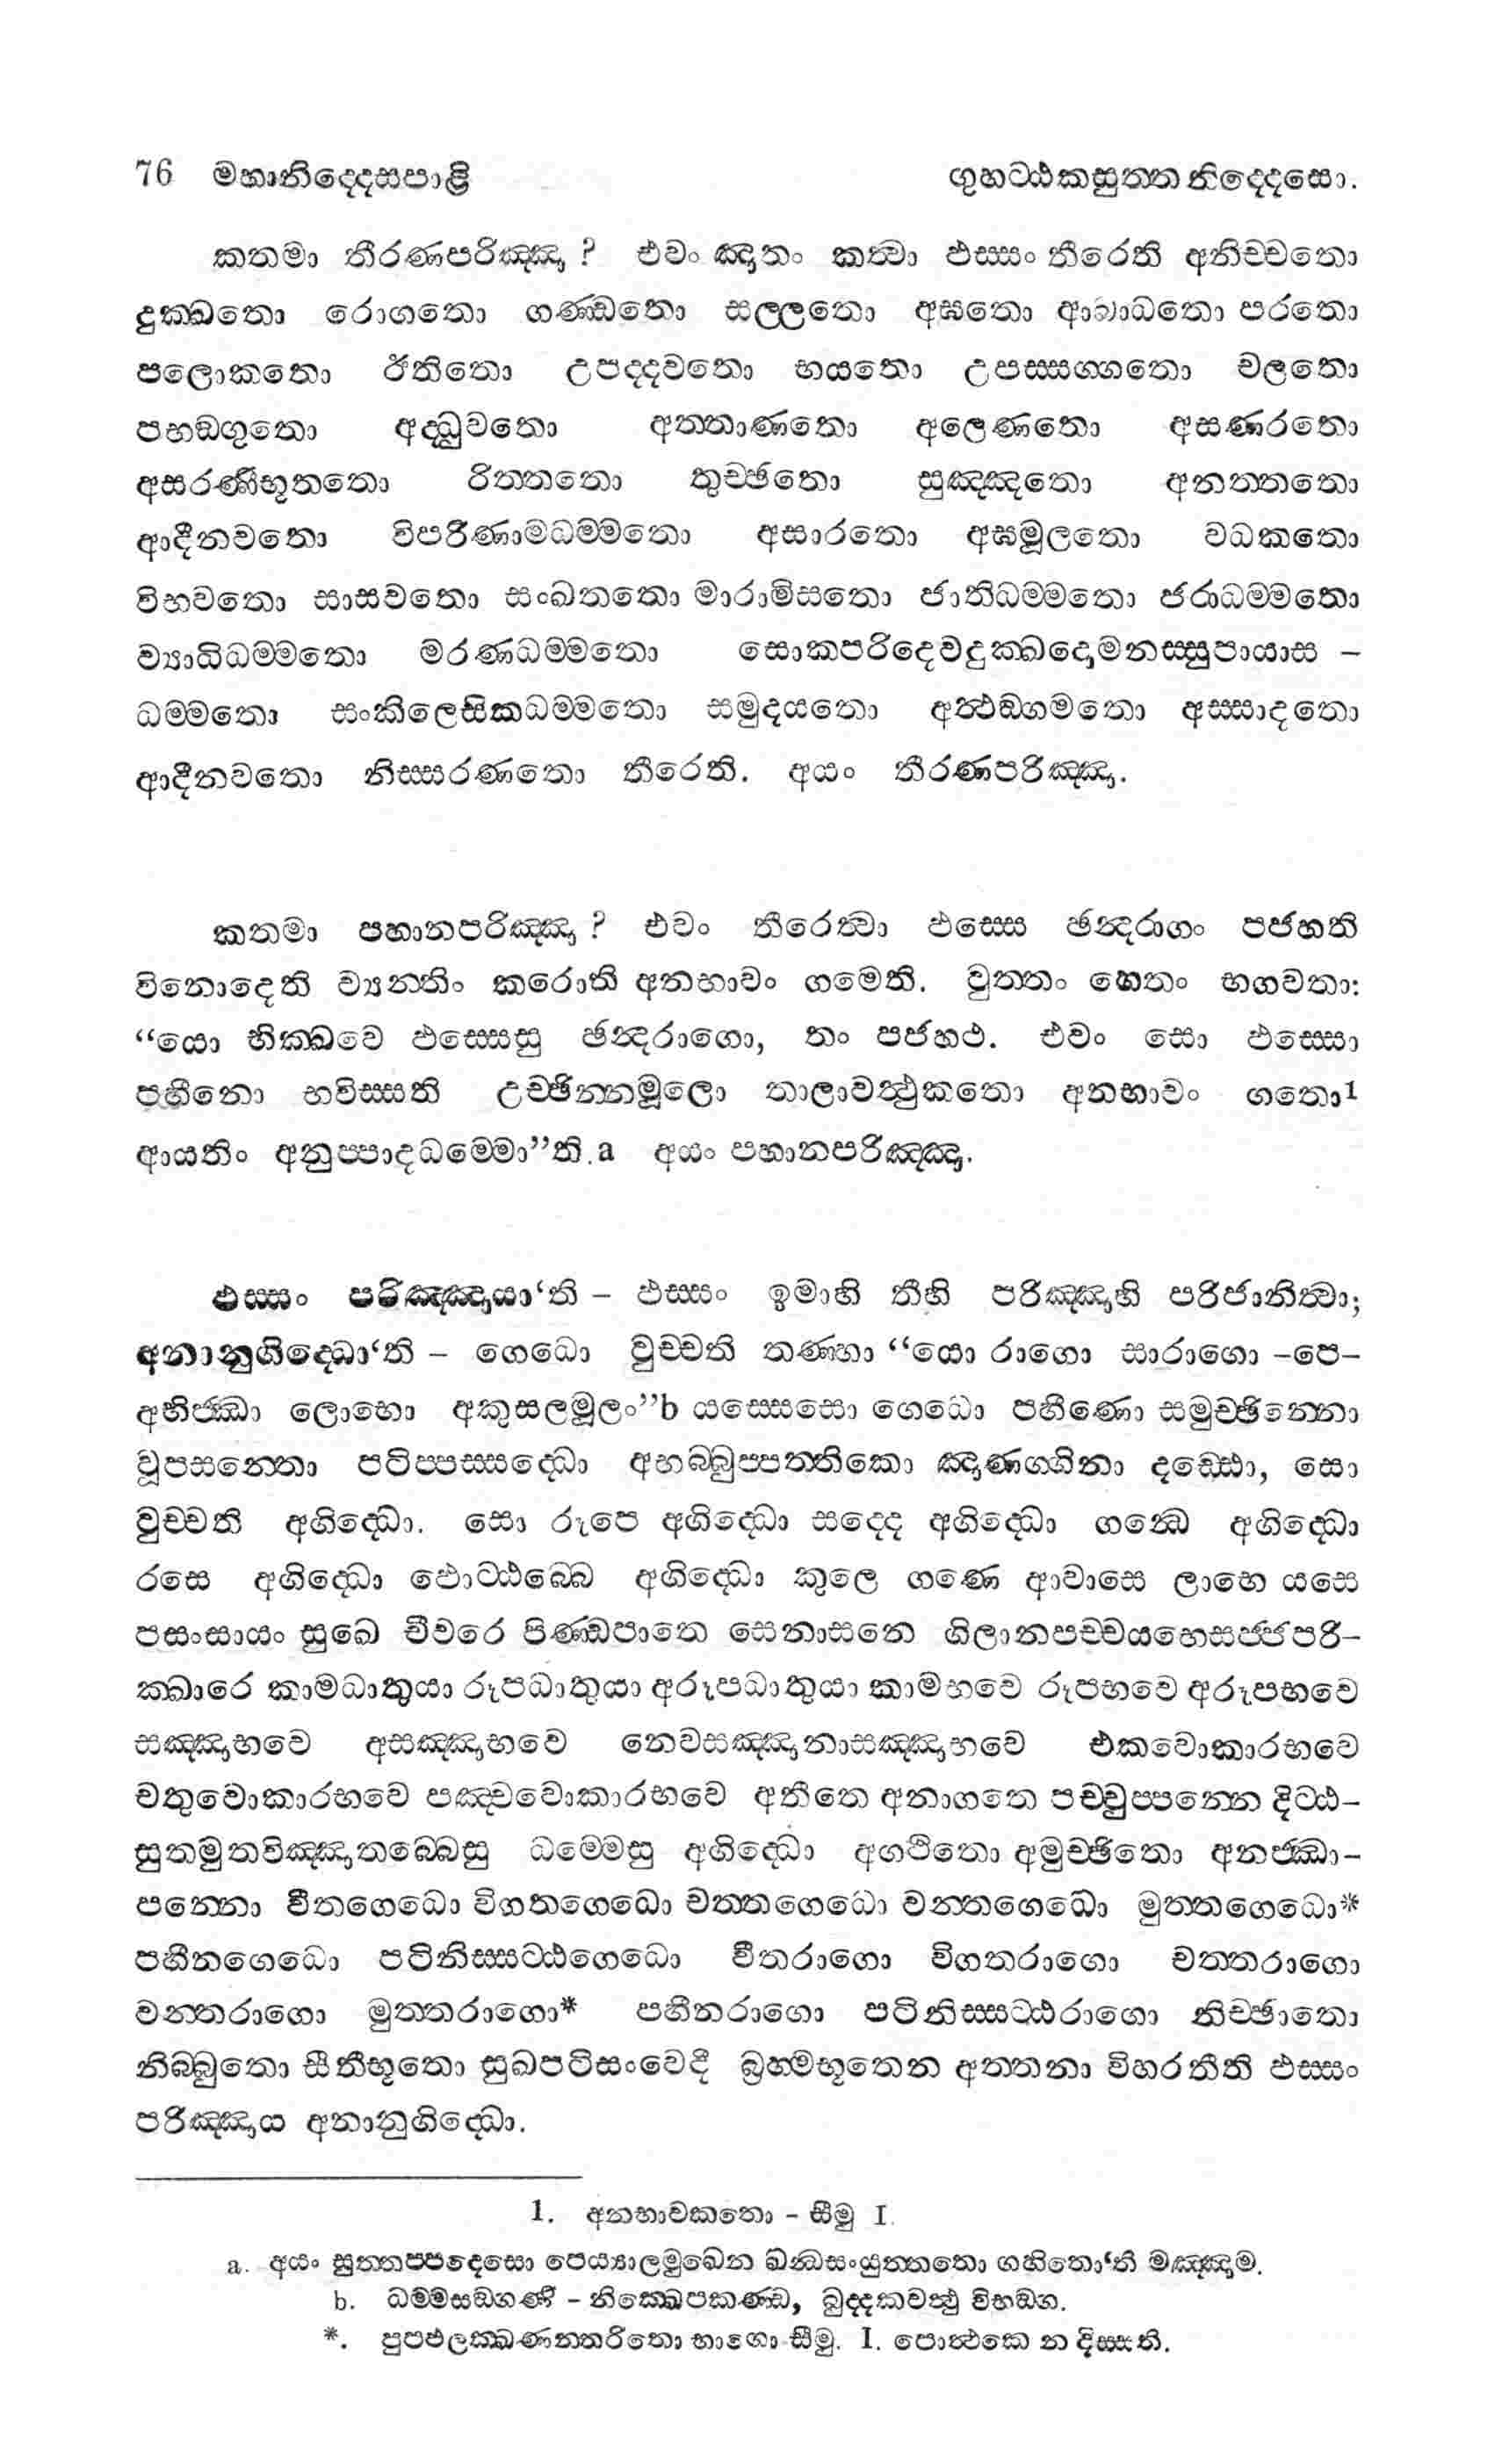 76 මහානිද්දෙසපාළි ගුහට්ඨකසුත්ත නිද්දෙසො.
කතමා තීරණපරිඤ්ඤා ? එවං ඤාතං කත්වා ඵස්සං තීරෙති අනිච්චතො
දුක්ඛතො රොගතො ගණ්ඩතො සල්ලතො අඝතො ආබාධතො පරතො
පලොකතො ඊතිතො උපද්දවතො භයතො උපස්සග්ගතො චලතො
පභඞ්ගුතො අද්ධුවතො අත්තාණතො අලෙණතො අසණරතො
අසරණීභූතතො රිත්තතො තුච්ඡතො සුඤ්ඤතො අනත්තතො
ආදීනවතො විපරිණාමධම්මතො අසාරතො අඝමූලතො වධකතො
විභවතො සාසවතො සංඛතතො මාරාමිසතො ජාතිධම්මතො ජරාධම්මතො
ව්‍යාධිධම්මතො මරණධම්මතො සොකපරිදෙවදුක්ඛදොමනස්සුපායාස –
ධම්මතො සංකිලෙසිකධම්මතො සමුදයතො අත්ථඞ්ගමතො අස්සාදතො
ආදීනවතො නිස්සරණතො තීරෙති. අයං තීරණපරිඤ්ඤා.
කතමා පහානපරිඤ්ඤා ? එවං තීරෙත්වා ඵස්සෙ ඡන්දරාගං පජහති
විනොදෙති ව්‍යන්තිං කරොති අනභාවං ගමෙති. වුත්තං හෙතං භගවතා:
“යො භික්ඛවෙ ඵස්සෙසු ඡන්දරාගො, තං පජහථ. එවං සො ඵස්සො
පහීනො භවිස්සති උච්ඡින්නමූලො තාලාවත්ථුකතො අනභාවං ගතො1
ආයතිං අනුප්පාදධම්මො”ති.a අයං පහානපරිඤ්ඤා.
ඵස්සං පරිඤ්ඤායා‘ති – ඵස්සං ඉමාහි තීහි පරිඤ්ඤාහි පරිජානිත්වා;
අනානුගිද්ධො‘ති – ගෙධො වුච්චති තණ්හා “යො රාගො සාරාගො –පෙ–
අභිජ්ඣා ලොභො අකුසලමූලං”b යස්සෙසො ගෙධො පහීණො සමුච්ඡින්නො
වූපසන්තො පටිප්පස්සද්ධො අභබ්බුප්පත්තිකො ඤාණග්ගිනා දඩ්ඪො, සො
වුච්චති අගිද්ධො. සො රූපෙ අගිද්ධො සද්දෙ අගිද්ධො ගන්ධෙ අගිද්ධො
රසෙ අගිද්ධො ඵොට්ඨබ්බෙ අගිද්ධො කුලෙ ගණෙ ආවාසෙ ලාභෙ යසෙ
පසංසායං සුඛෙ චීවරෙ පිණ්ඩපාතෙ සෙනාසනෙ ගිලානපච්චයභෙසජ්ජපරි–
ක්ඛාරෙ කාමධාතුයා රූපධාතුයා අරූපධාතුයා කාමභවෙ රූපභවෙ අරූපභවෙ
සඤ්ඤාභවෙ අසඤ්ඤාභවෙ නෙවසඤ්ඤානාසඤ්ඤාභවෙ එකවොකාරභවෙ
චතුවොකාරභවෙ පඤ්චවොකාරභවෙ අතීතෙ අනාගතෙ පච්චුප්පන්නෙ දිට්ඨ–
සුතමුතවිඤ්ඤාතබ්බෙසු ධම්මෙසු අගිද්ධො අගථිතො අමුච්ඡිතො අනජ්ඣා–
පන්නො වීතගෙධො විගතගෙධො චත්තගෙධො වන්තගෙධො මුත්තගෙධො*
පහීනගෙධො පටිනිස්සට්ඨගෙධො වීතරාගො විගතරාගො චත්තරාගො
වන්තරාගො මුත්තරාගො* පහීනරාගො පටිනිස්සට්ඨරාගො නිච්ඡාතො
නිබ්බුතො සීතීභූතො සුඛපටිසංවෙදී බ්‍රහ්මභූතෙන අත්තනා විහරතීති ඵස්සං
පරිඤ්ඤාය අනානුගිද්ධො.
1. අනභාවකතො – සීමු I.
a. අයං සුත්තප්පදෙසො පෙය්‍යාලමුඛෙන ඛන්ධසංයුත්තතො ගහිතො‘ති මඤ්ඤාම.
b. ධම්මසඞ්ගණී – නික්ඛෙපකණ්ඩ, ඛුද්දකවත්ථු විභඞ්ග.
*. පුප්ඵලක්ඛණන්තරිතො භාගො සීමු. I. පොත්ථකෙ න දිස්සති.